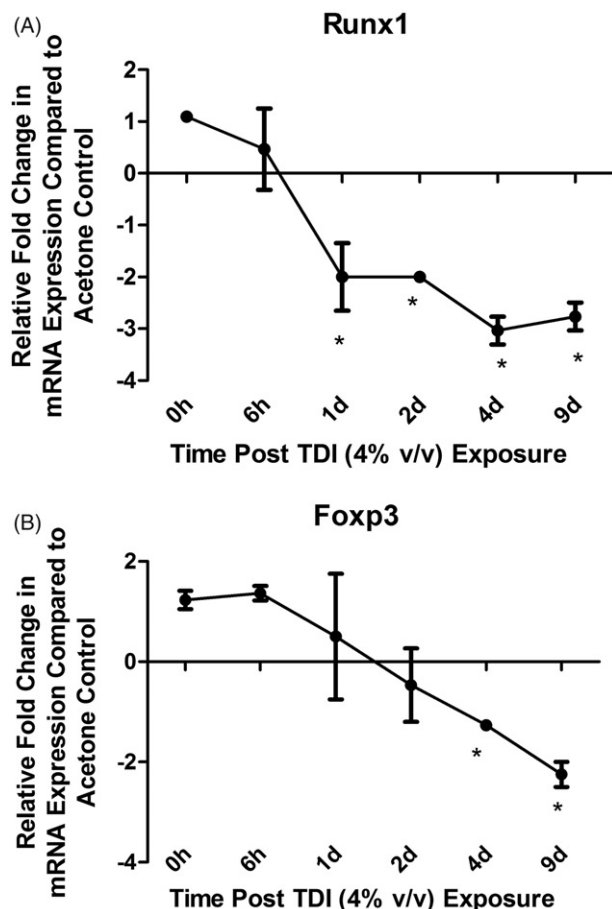 (A)
Runx1
Relative Fold Change in
mRNA Expression Compared to
Acetone Control
2
1
0
-1
-2
-3
-4
*
*
*
*
0h
6h
1d
2d
4d
9d
Time Post TDI (4% v/v) Exposure
(B)
Foxp3
Relative Fold Change in
mRNA Expression Compared to
Acetone Control
2
0
-2
-4
*
*
0h
6h
1d
2d
4d
9d
Time Post TDI (4% v/v) Exposure